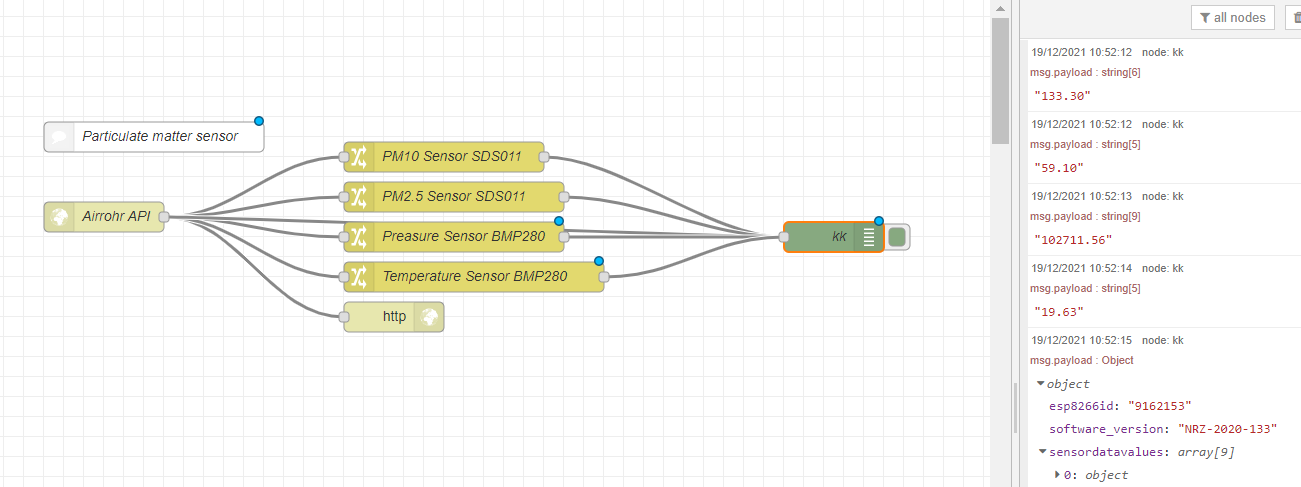 Particulate matter sensor
Airrohr API
PM10 Sensor SDS011
PM2.5 Sensor SDS011
Preasure Sensor BMP280
Temperature Sensor BMP280
http
kk
all nodes
19/12/2021 10:52:12 node: kk
msg.payload : string[6]
"133.30"
19/12/2021 10:52:12 node: kk
msg.payload : string[5]
"59.10"
19/12/2021 10:52:13 node: kk
msg.payload : string[9]
"102711.56"
19/12/2021 10:52:14 node: kk
msg.payload : string[5]
"19.63"
19/12/2021 10:52:15 node: kk
msg.payload : Object
object
esp8266id: "9162153"
software_version: "NRZ-2020-133"
sensordatavalues: array[9]
0: object